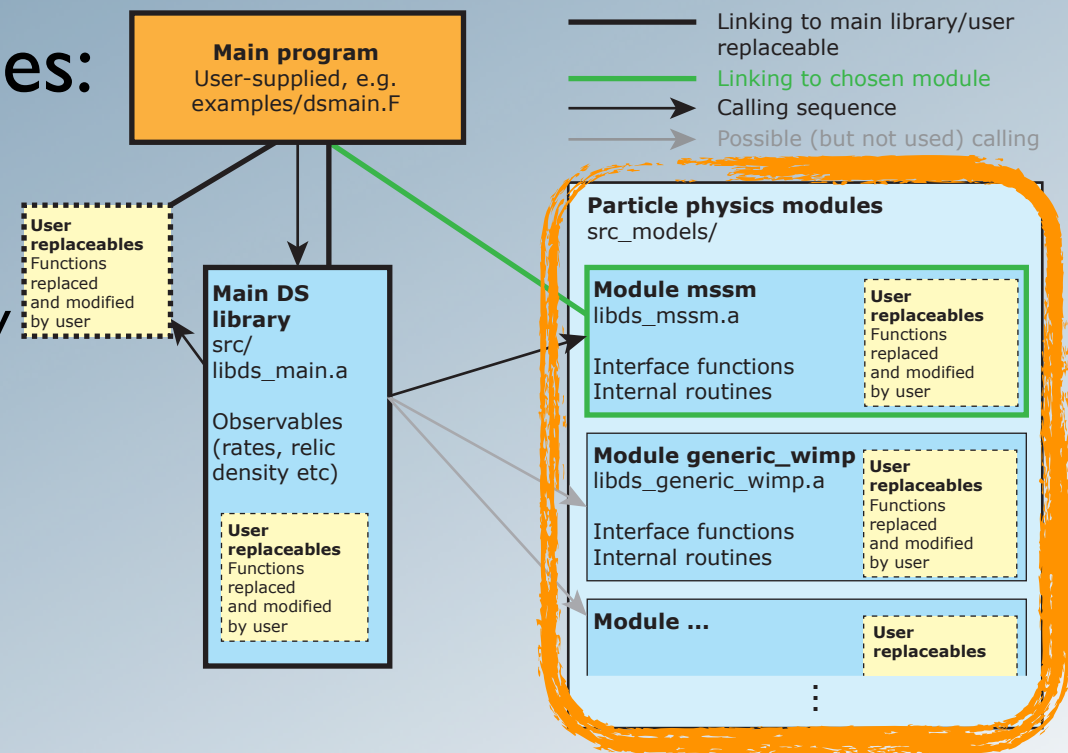 es:
Main program
User-supplied, e.g.
examples/dsmain.F
Linking to main library/user
replaceable
Linking to chosen module
Calling sequence
Possible (but not used) calling
User
replaceables
Functions
replaced
and modified
by user
y
Main DS
library
src/
libds_main.a
Observables
(rates, relic
density etc)
User
replaceables
Functions
replaced
and modified
by user
Particle physics modules
src_models/
Module mssm
libds_mssm.a
Interface functions
Internal routines
User
replaceables
Functions
replaced
and modified
by user
Module generic_wimp
libds_generic_wimp.a
Interface functions
Internal routines
User
replaceables
Functions
replaced
and modified
by user
Module ...
User
replaceables
⋮